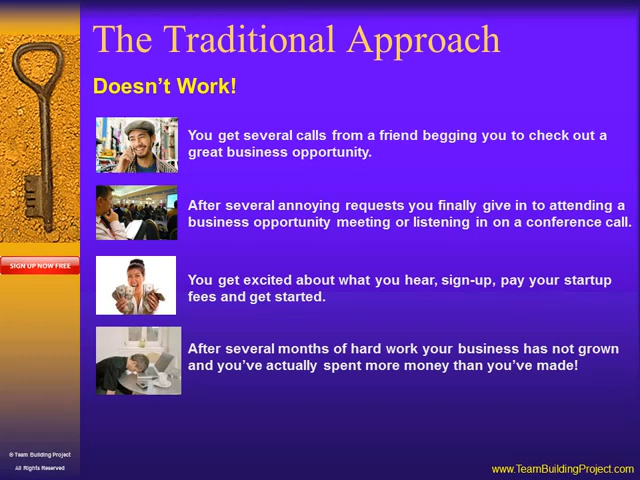 The Traditional Approach
Doesn’t Work!
You get several calls from a friend begging you to check out a
great business opportunity.
After several annoying requests you finally give in to attending a
business opportunity meeting or listening in on a conference call.
SIGN UP NOW FREE
You get excited about what you hear, sign-up, pay your startup
fees and get started.
After several months of hard work your business has not grown
and you’ve actually spent more money than you’ve made!
© Team Building Project
All Rights Reserved
www.TeamBuildingProject.com